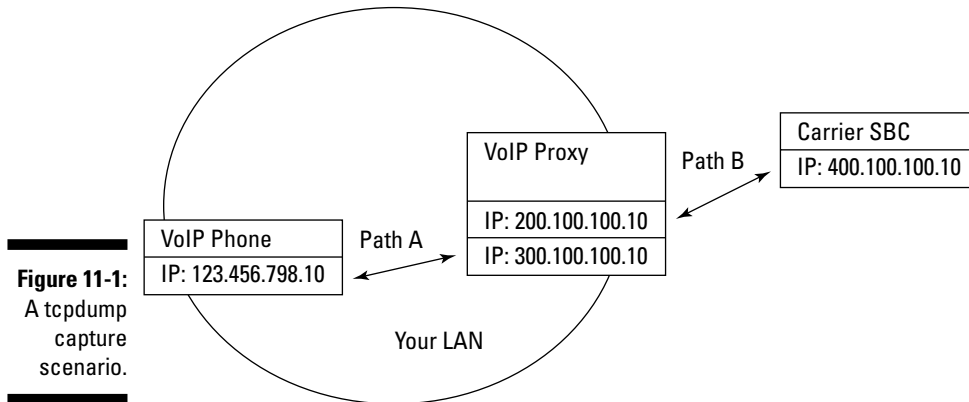 VoIP Proxy
IP: 200.100.100.10
IP: 300.100.100.10
Path B
Carrier SBC
IP: 400.100.100.10
VoIP Phone
IP: 123.456.798.10
Path A
Your LAN
Figure 11-1:
A tcpdump
capture
scenario.